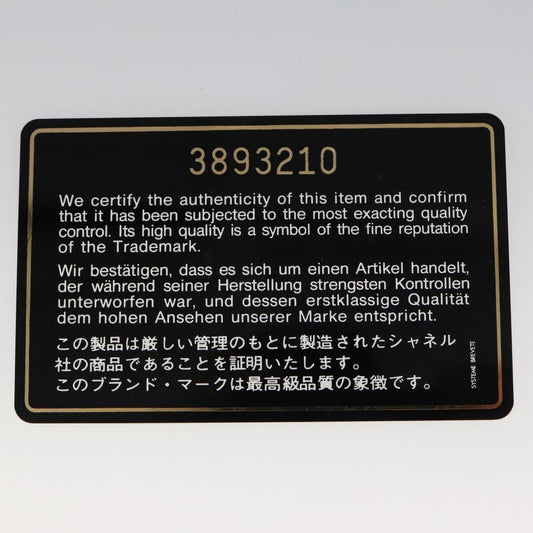 3893210
We certify the authenticity of this item and confirm
that it has been subjected to the most exacting quality
control. Its high quality is a symbol of the fine reputation
of the Trademark.
Wir bestätigen, dass es sich um einen Artikel handelt,
der während seiner Herstellung strengsten Kontrollen
unterworfen war, und dessen erstklassige Qualität
dem hohen Ansehen unserer Marke entspricht.
この製品は厳しい管理のもとに製造されたシャネル
社の商品であることを証明いたします。
このブランド・マークは最高級品質の象徴です。
SYSTEME BREVETE